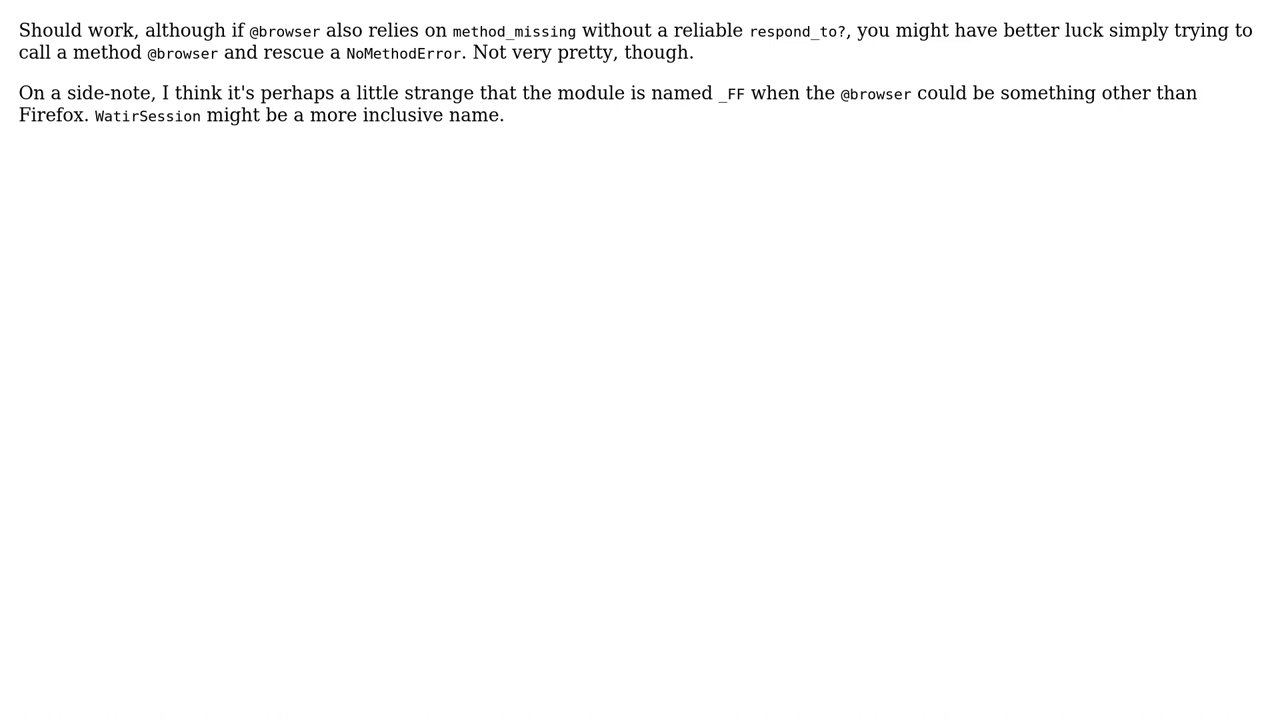 Should work, although if @browser also relies on method_missing without a reliable respond_to?, you might have better luck simply trying to
call a method @browser and rescue a NoMethodError. Not very pretty, though.
On a side-note, I think it's perhaps a little strange that the module is named _FF when the @browser could be something other than
Firefox. WatirSession might be a more inclusive name.